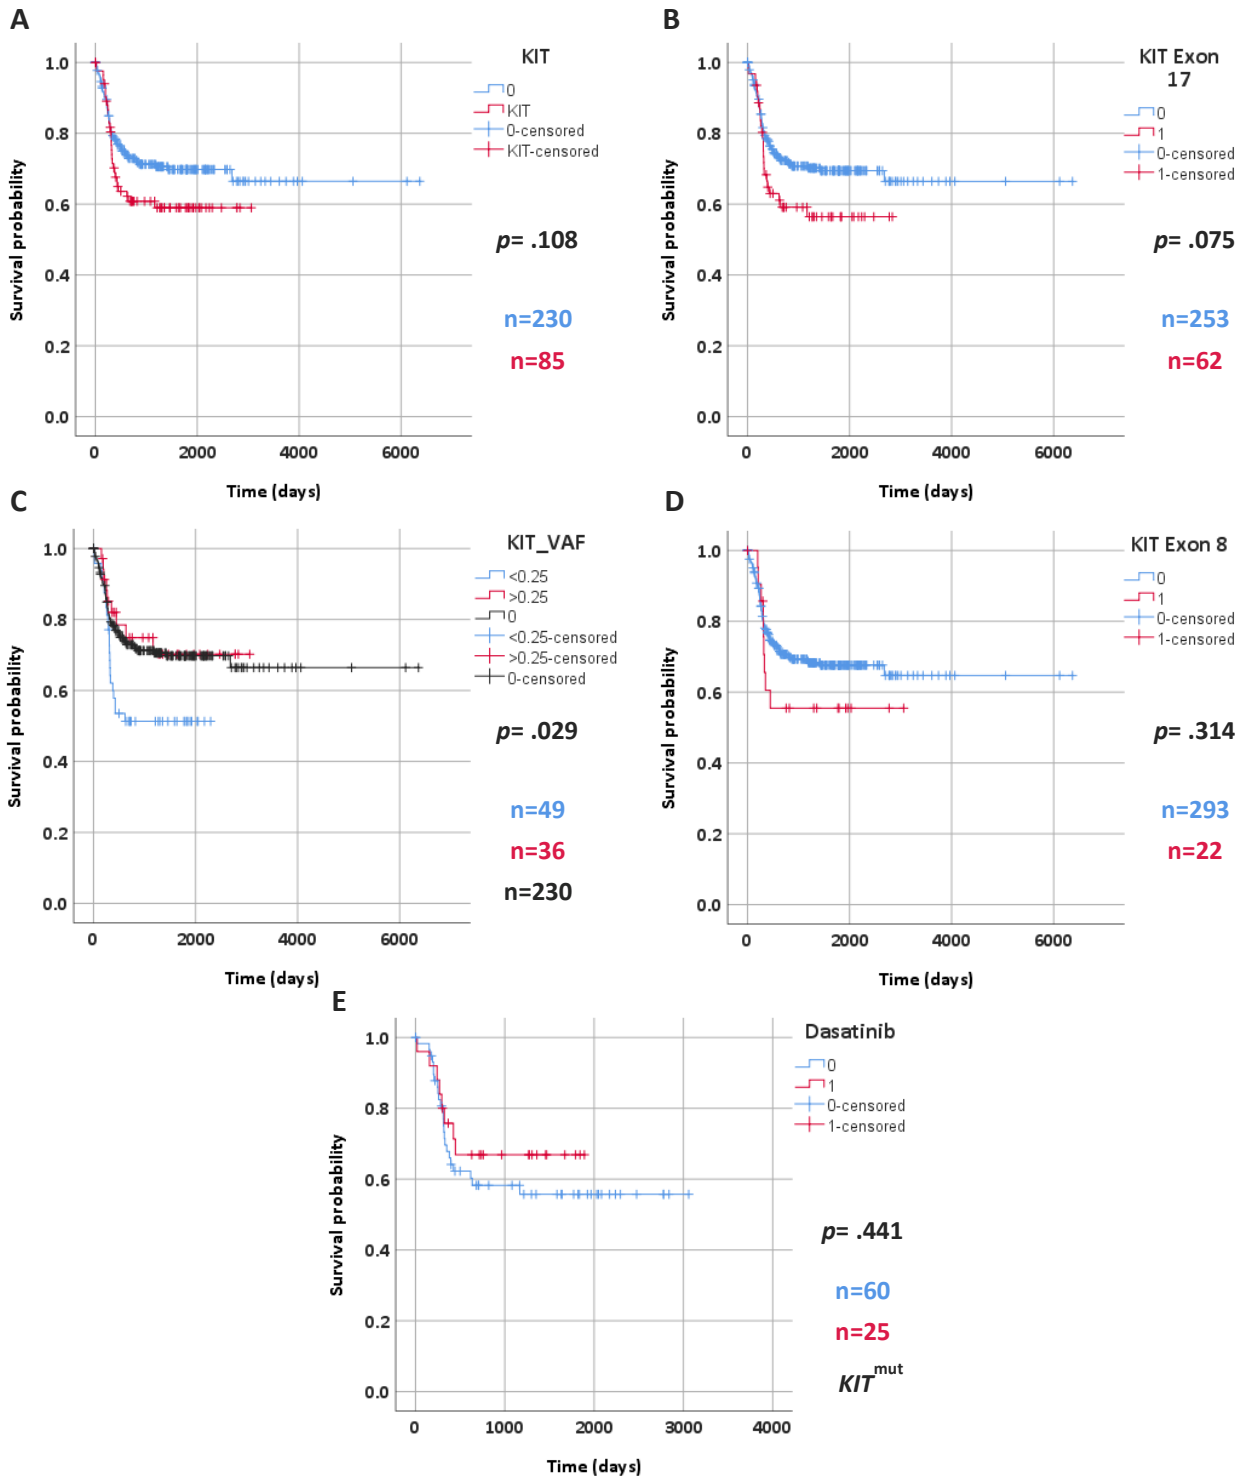 A
KIT
0
KIT
0-censored
KIT-censored
p= .108
n=230
n=85
1.0
0.8
0.6
0.4
0.2
0.0
Survival probability
0 2000 4000 6000
Time (days)
B
KIT Exon
17
0
1
0-censored
1-censored
p= .075
n=253
n=62
1.0
0.8
0.6
0.4
0.2
0.0
Survival probability
0 2000 4000 6000
Time (days)
C
KIT_VAF
<0.25
>0.25
0
<0.25-censored
>0.25-censored
0-censored
p= .029
n=49
n=36
n=230
1.0
0.8
0.6
0.4
0.2
0.0
Survival probability
0 2000 4000 6000
Time (days)
D
KIT Exon 8
0
1
0-censored
1-censored
p= .314
n=293
n=22
1.0
0.8
0.6
0.4
0.2
0.0
Survival probability
0 2000 4000 6000
Time (days)
E
Dasatinib
0
1
0-censored
1-censored
p= .441
n=60
n=25
KIT mut
1.0
0.8
0.6
0.4
0.2
0.0
Survival probability
0 1000 2000 3000 4000
Time (days)